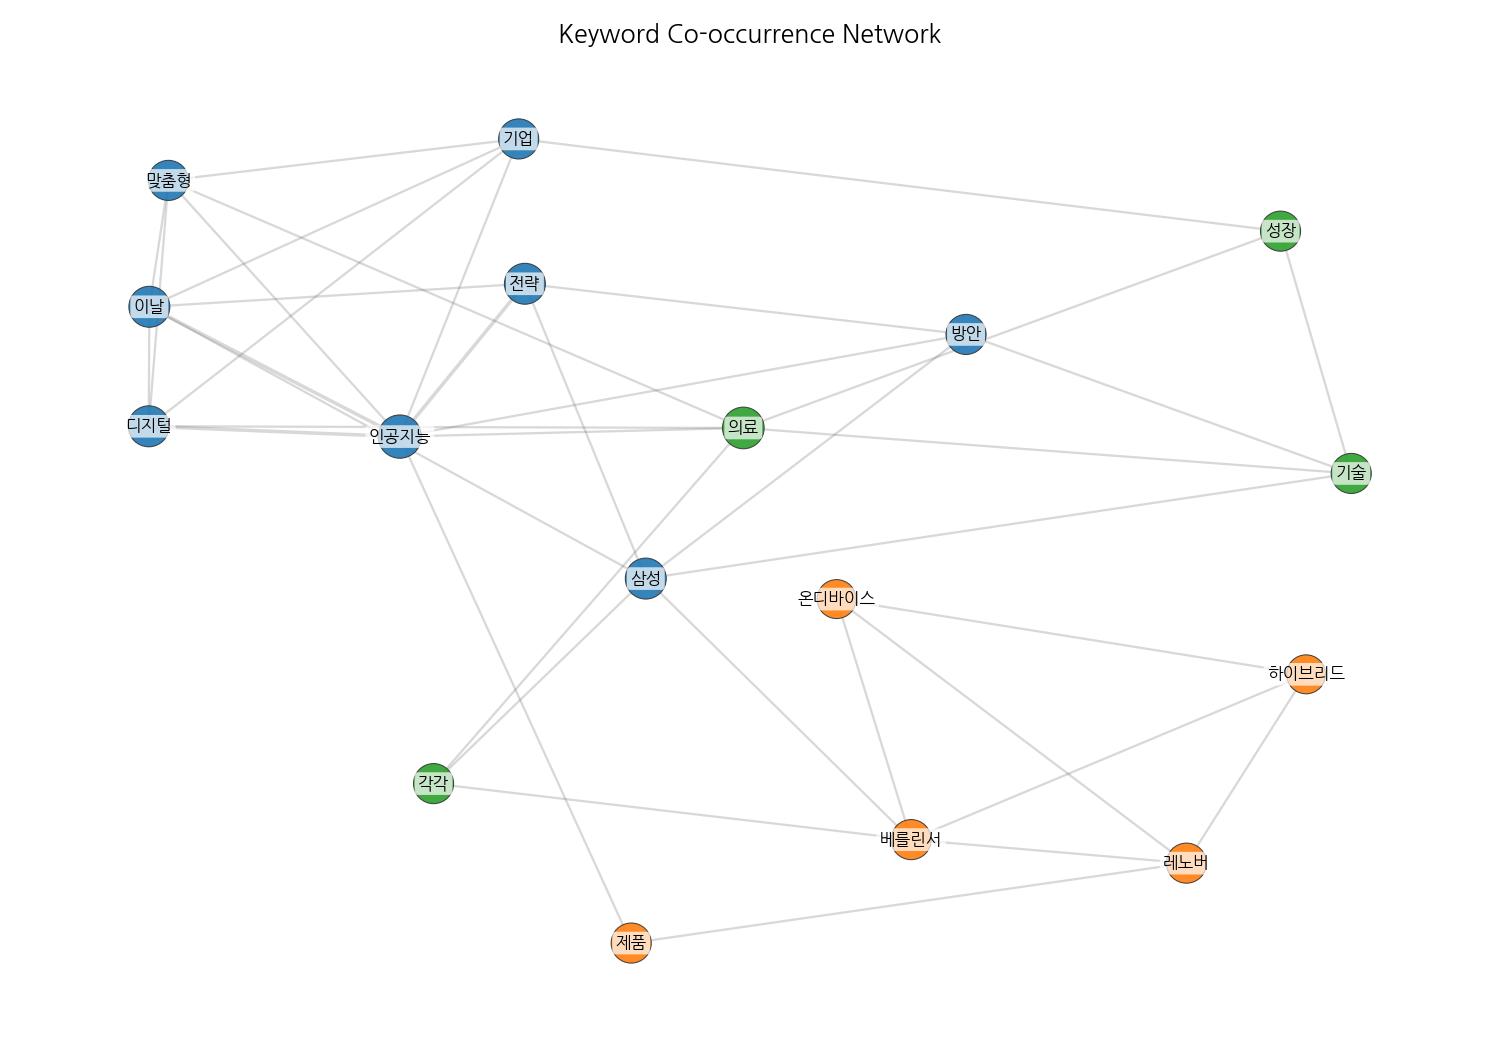 Keyword Co-occurrence Network
기업
맞춤형
성장
전략
이날
방안
디지털
인공지능
의료
기술
삼성
온디바이스
하이브리드
각각
베를린서
레노버
제품